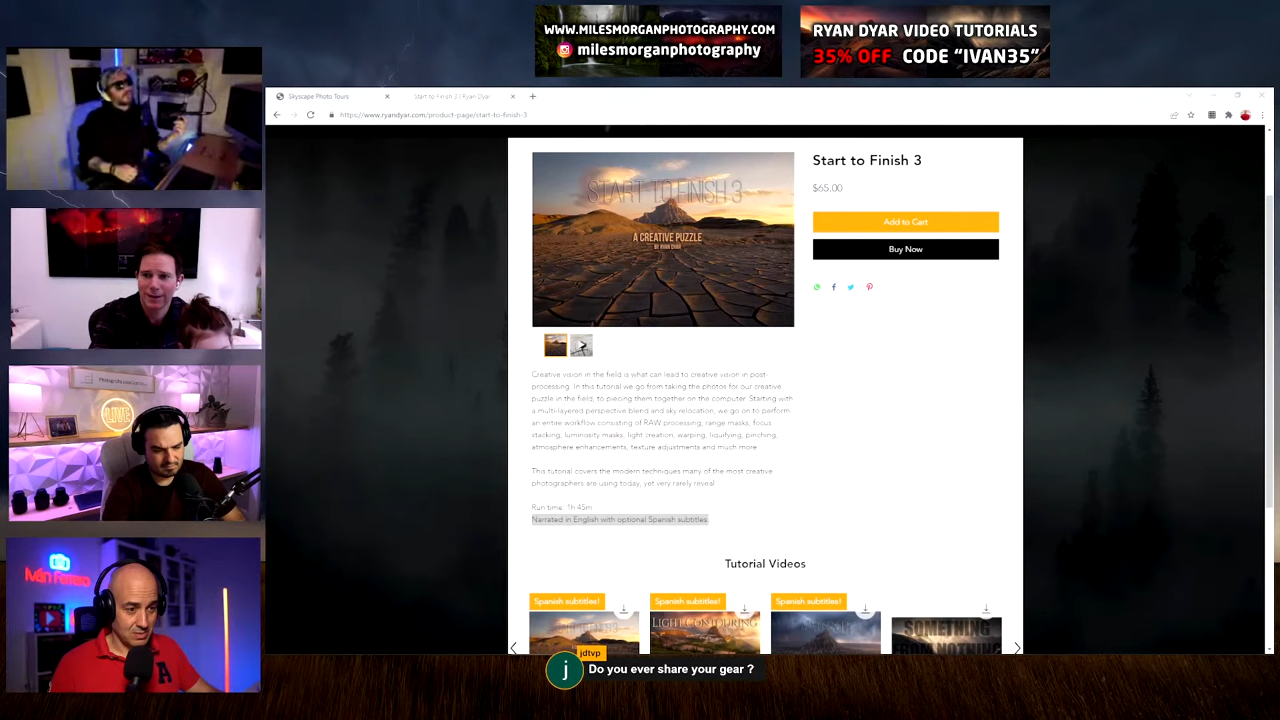 WWW.MILESMORGANPHOTOGRAPHY.COM
milesmorganphotography
RYAN DYAR VIDEO TUTORIALS
35% OFF CODE "IVAN35"
Skyscape Photo Tours
Start to Finish 3 | Ryan Dyar
https://www.ryandyar.com/product-page/start-to-finish-3
START TO FINISH 3
A CREATIVE PUZZLE
BY RYAN DYAR
Start to Finish 3
$65.00
Add to Cart
Buy Now
Creative vision in the field is what can lead to creative vision in post-
processing. In this tutorial we go from taking the photos for our creative
puzzle in the field, to piecing them together on the computer. Starting with
a multi-layered perspective blend and sky relocation, we go on to perform
an entire workflow consisting of RAW processing, range masks, focus
stacking, luminosity masks, light creation, warping, liquifying, pinching,
atmosphere enhancements, texture adjustments and much more
This tutorial covers the modern techniques many of the most creative
photographers are using today, yet very rarely reveal
Run time: 1h 45m
Narrated in English with optional Spanish subtitles.
Tutorial Videos
Spanish subtitles!
Spanish subtitles!
Spanish subtitles!
LIGHT CONTOURING
SOMETHING
FROM NOTHING
LIVE
Iván Ferrero
jdtvp
j
Do you ever share your gear ?